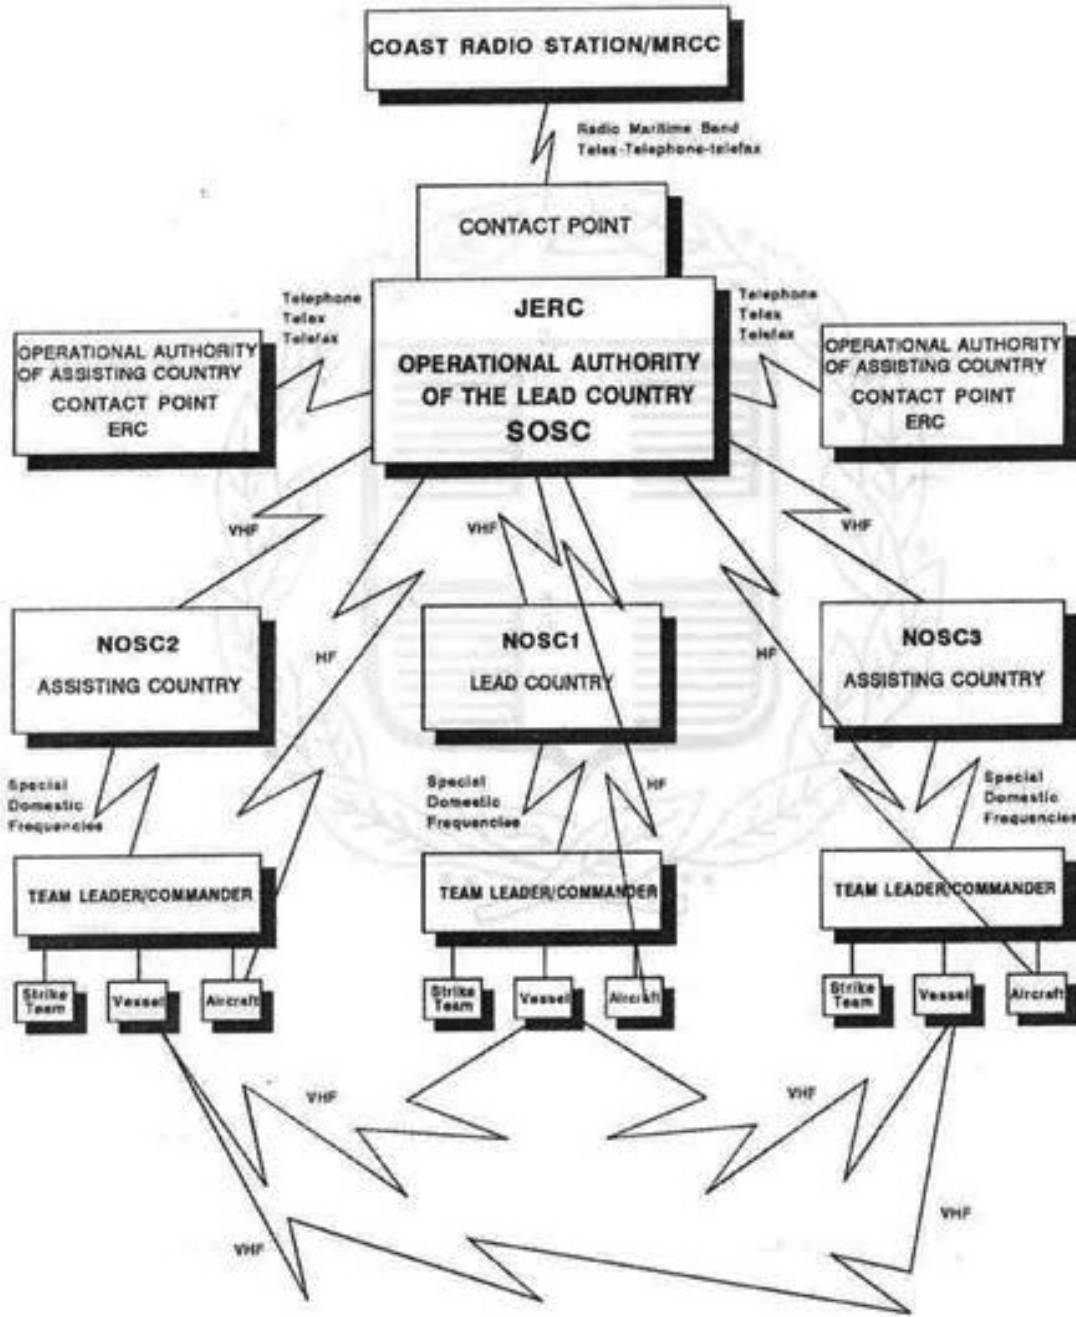 COAST RADIO STATION/MRCC
Radio Maritime Band
Telex-Telephone-telefax
CONTACT POINT
JERC
OPERATIONAL AUTHORITY
OF THE LEAD COUNTRY
SOSC
Telephone
Telex
Telefax
Telephone
Telex
Telefax
OPERATIONAL AUTHORITY
OF ASSISTING COUNTRY
CONTACT POINT
ERC
OPERATIONAL AUTHORITY
OF ASSISTING COUNTRY
CONTACT POINT
ERC
VHF
VHF
VHF
NOSC2
ASSISTING COUNTRY
HF
NOSC1
LEAD COUNTRY
HF
NOSC3
ASSISTING COUNTRY
Special
Domestic
Frequencies
Special
Domestic
Frequencies
HF
Special
Domestic
Frequencies
TEAM LEADER/COMMANDER
TEAM LEADER/COMMANDER
TEAM LEADER/COMMANDER
Strike
Team
Vessel
Aircraft
Strike
Team
Vessel
Aircraft
Strike
Team
Vessel
Aircraft
VHF
VHF
VHF
VHF